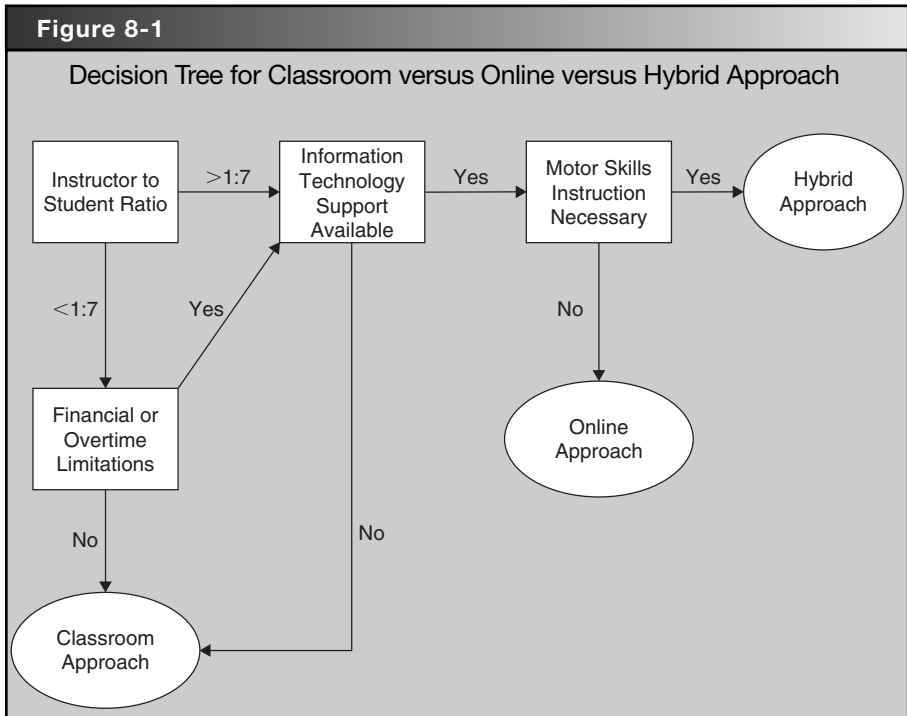 Figure 8-1
Decision Tree for Classroom versus Online versus Hybrid Approach
Instructor to
Student Ratio
>1:7
Information
Technology
Support
Available
Yes
Motor Skills
Instruction
Necessary
Yes
Hybrid
Approach
<1:7
Yes
No
Financial or
Overtime
Limitations
Online
Approach
No
No
Classroom
Approach